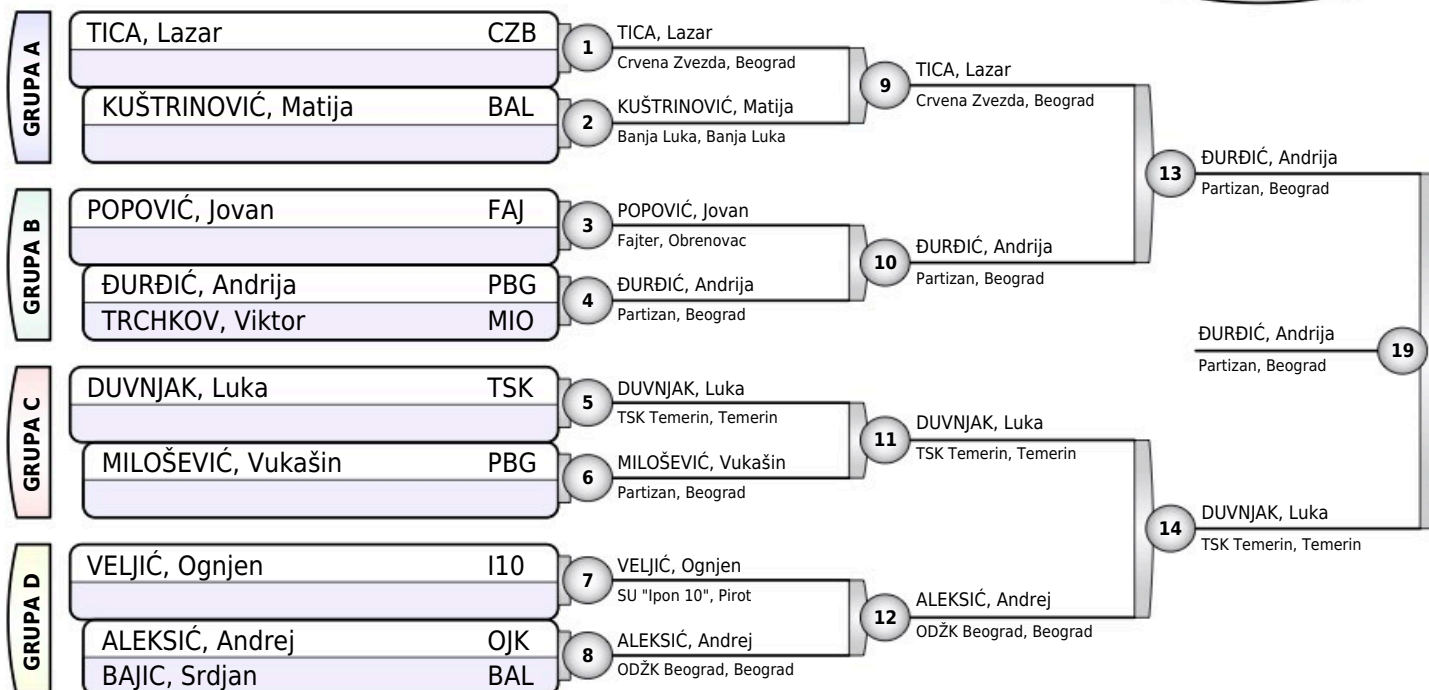 GRUPA A
TICA, Lazar CZB
KUŠTRINOVIĆ, Matija BAL
1
TICA, Lazar
Crvena Zvezda, Beograd
2
KUŠTRINOVIĆ, Matija
Banja Luka, Banja Luka
9
TICA, Lazar
Crvena Zvezda, Beograd
GRUPA B
POPOVIĆ, Jovan FAJ
ĐURĐIĆ, Andrija PBG
TRCHKOV, Viktor MIO
3
POPOVIĆ, Jovan
Fajter, Obrenovac
4
ĐURĐIĆ, Andrija
Partizan, Beograd
10
ĐURĐIĆ, Andrija
Partizan, Beograd
13
ĐURĐIĆ, Andrija
Partizan, Beograd
GRUPA C
DUVNJAK, Luka TSK
MILOŠEVIĆ, Vukašin PBG
5
DUVNJAK, Luka
TSK Temerin, Temerin
6
MILOŠEVIĆ, Vukašin
Partizan, Beograd
11
DUVNJAK, Luka
TSK Temerin, Temerin
GRUPA D
VELJIĆ, Ognjen I10
ALEKSIĆ, Andrej OJK
BAJIC, Srdjan BAL
7
VELJIĆ, Ognjen
SU "Ipon 10", Pirot
8
ALEKSIĆ, Andrej
ODŽK Beograd, Beograd
12
ALEKSIĆ, Andrej
ODŽK Beograd, Beograd
14
DUVNJAK, Luka
TSK Temerin, Temerin
ĐURĐIĆ, Andrija
Partizan, Beograd
19